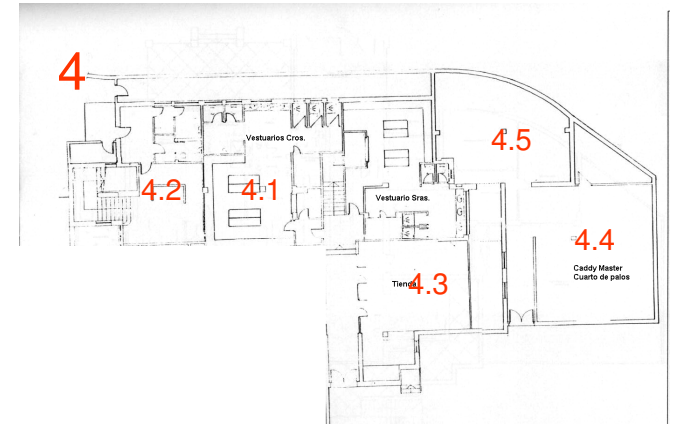 4
4.5
Vestuarios Cros.
4.2
4.1
Vestuario Sras.
4.4
Caddy Master
Cuarto de palos
Tienda
4.3